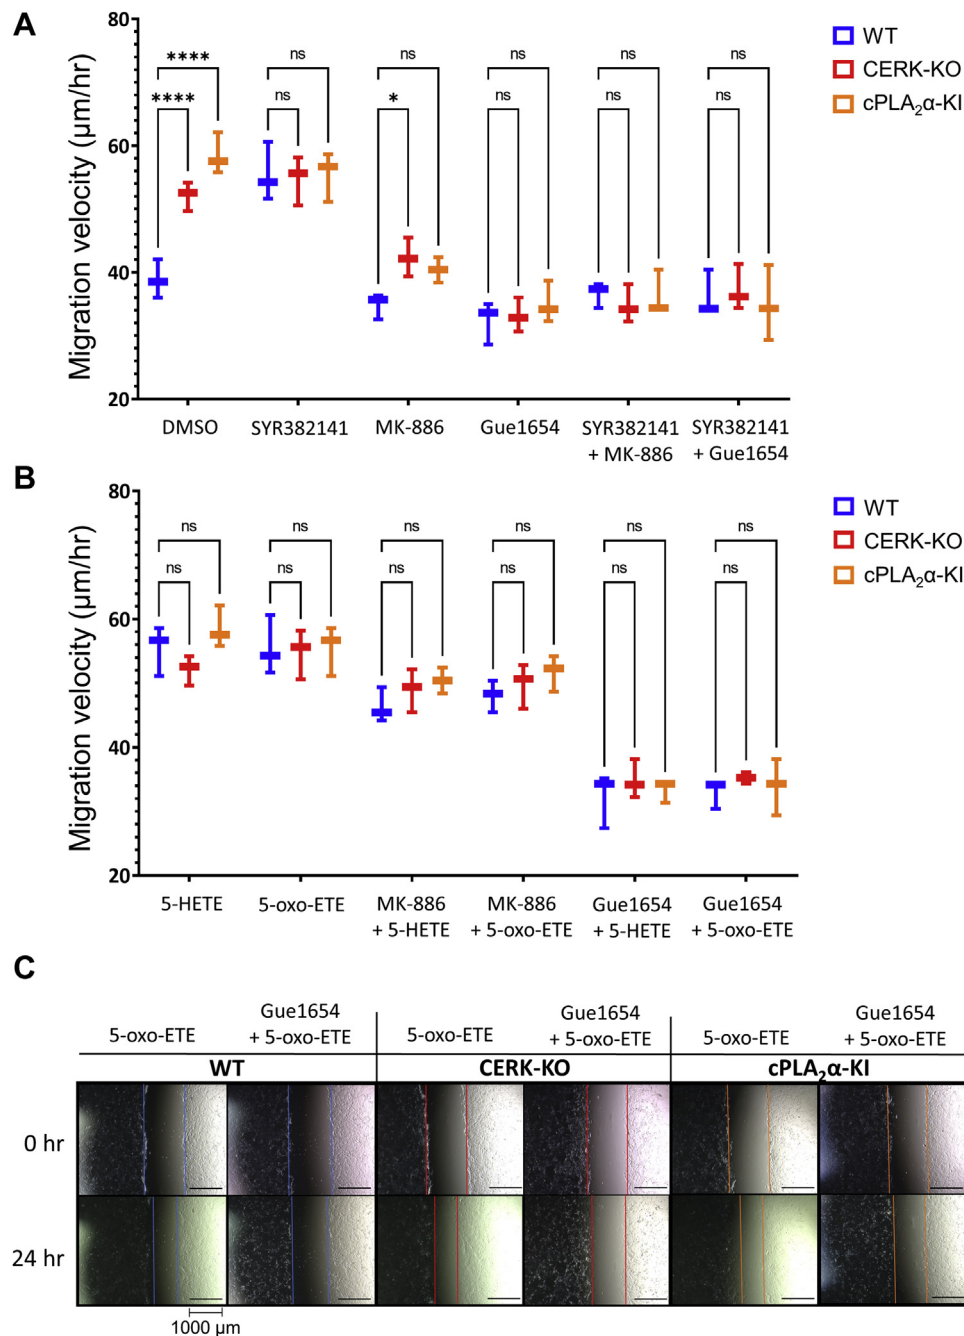 A
Migration velocity (µm/hr)
80
60
40
20
**** 
****
ns
ns
ns
*
ns
ns
ns
ns
ns
ns
WT
CERK-KO
cPLA₂α-KI
DMSO
SYR382141
MK-886
Gue1654
SYR382141
+ MK-886
SYR382141
+ Gue1654
B
Migration velocity (µm/hr)
80
60
40
20
ns
ns
ns
ns
ns
ns
ns
ns
ns
ns
ns
ns
WT
CERK-KO
cPLA₂α-KI
5-HETE
5-oxo-ETE
MK-886
+ 5-HETE
MK-886
+ 5-oxo-ETE
Gue1654
+ 5-HETE
Gue1654
+ 5-oxo-ETE
C
5-oxo-ETE
Gue1654
+ 5-oxo-ETE
5-oxo-ETE
Gue1654
+ 5-oxo-ETE
5-oxo-ETE
Gue1654
+ 5-oxo-ETE
WT
CERK-KO
cPLA₂α-KI
0 hr
24 hr
1000 µm